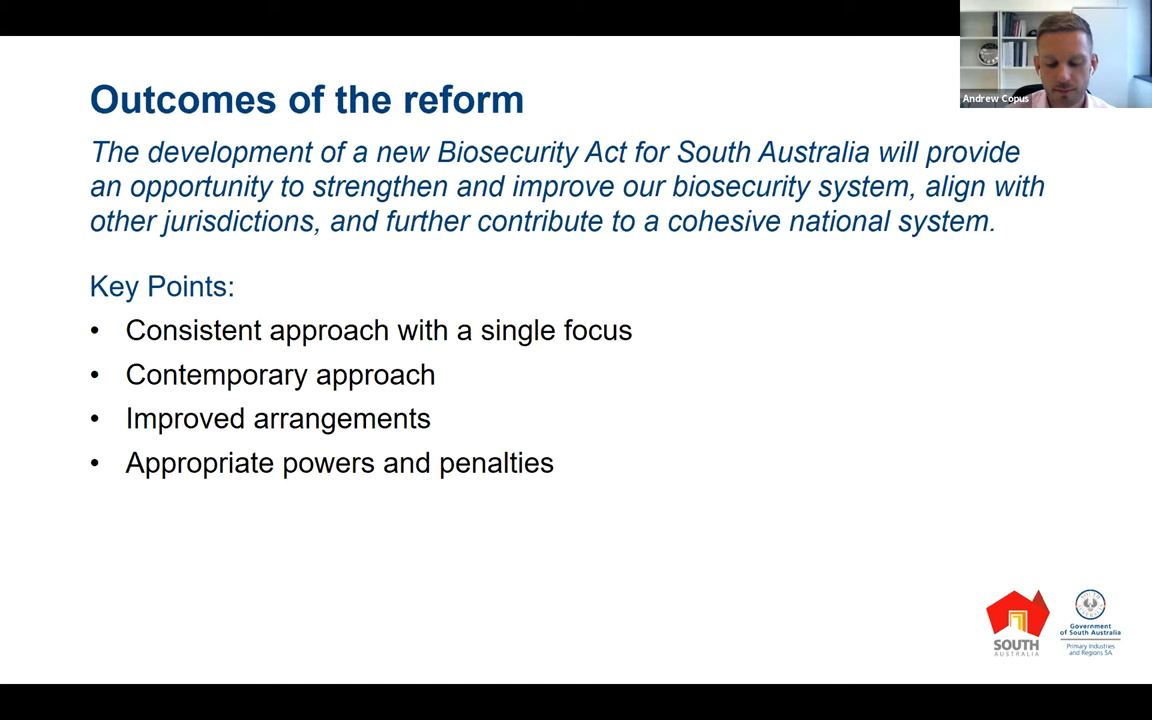 Outcomes of the reform
Andrew Copus
The development of a new Biosecurity Act for South Australia will provide
an opportunity to strengthen and improve our biosecurity system, align with
other jurisdictions, and further contribute to a cohesive national system.
Key Points:
• Consistent approach with a single focus
• Contemporary approach
• Improved arrangements
• Appropriate powers and penalties
SOUTH
AUSTRALIA
Government
of South Australia
Primary Industries
and Regions SA